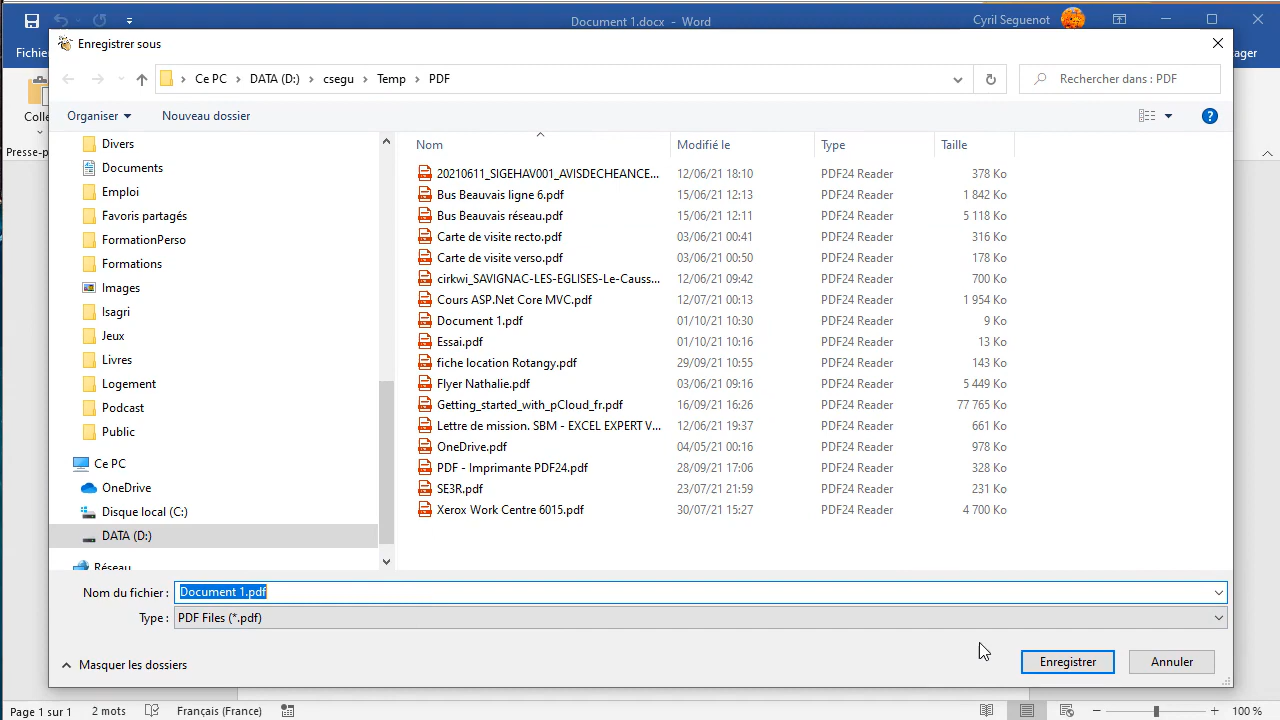 Document 1.docx - Word
Cyril Seguenot
Fichie
ager
Enregistrer sous
Ce PC > DATA (D:) > csegu > Temp > PDF
Rechercher dans : PDF
Organiser
Nouveau dossier
Colle
Presse-p
Divers
Documents
Emploi
Favoris partagés
FormationPerso
Formations
Images
Isagri
Jeux
Livres
Logement
Podcast
Public
Ce PC
OneDrive
Disque local (C:)
DATA (D:)
Réseau
Nom Modifié le Type Taille
20210611_SIGEHAV001_AVISDECHEANCE... 12/06/21 18:10 PDF24 Reader 378 Ko
Bus Beauvais ligne 6.pdf 15/06/21 12:13 PDF24 Reader 1 842 Ko
Bus Beauvais réseau.pdf 15/06/21 12:11 PDF24 Reader 5 118 Ko
Carte de visite recto.pdf 03/06/21 00:41 PDF24 Reader 316 Ko
Carte de visite verso.pdf 03/06/21 00:50 PDF24 Reader 178 Ko
cirkwi_SAVIGNAC-LES-EGLISES-Le-Causs... 12/06/21 09:42 PDF24 Reader 700 Ko
Cours ASP.Net Core MVC.pdf 12/07/21 00:13 PDF24 Reader 1 954 Ko
Document 1.pdf 01/10/21 10:30 PDF24 Reader 9 Ko
Essai.pdf 01/10/21 10:16 PDF24 Reader 13 Ko
fiche location Rotangy.pdf 29/09/21 10:55 PDF24 Reader 143 Ko
Flyer Nathalie.pdf 03/06/21 09:16 PDF24 Reader 5 449 Ko
Getting_started_with_pCloud_fr.pdf 16/09/21 16:26 PDF24 Reader 77 765 Ko
Lettre de mission. SBM - EXCEL EXPERT V... 12/06/21 19:37 PDF24 Reader 661 Ko
OneDrive.pdf 04/05/21 00:16 PDF24 Reader 978 Ko
PDF - Imprimante PDF24.pdf 28/09/21 17:06 PDF24 Reader 328 Ko
SE3R.pdf 23/07/21 21:59 PDF24 Reader 231 Ko
Xerox Work Centre 6015.pdf 30/07/21 15:27 PDF24 Reader 4 700 Ko
Nom du fichier : Document 1.pdf
Type : PDF Files (*.pdf)
Masquer les dossiers
Enregistrer
Annuler
Page 1 sur 1 2 mots Français (France) 100 %